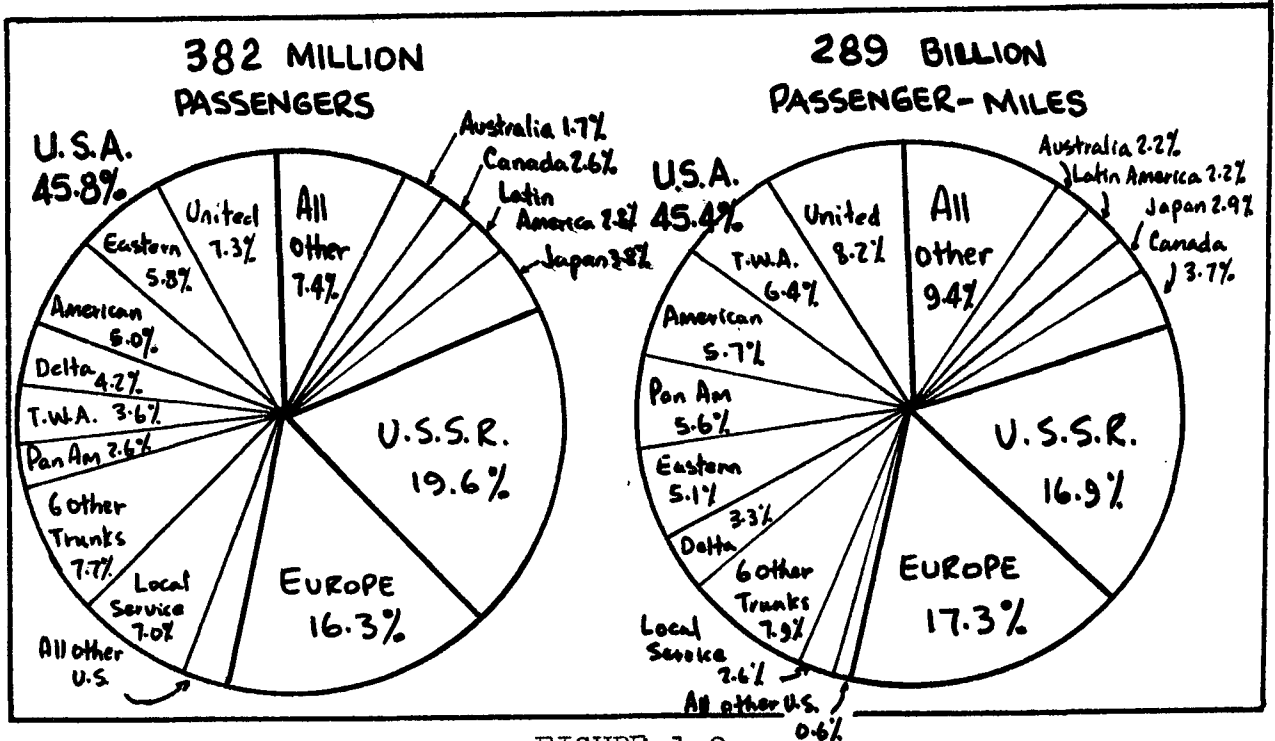 382 MILLION
PASSENGERS
U.S.A.
45.8%
United
7.3%
Eastern
5.8%
American
5.0%
Delta 4.2%
T.W.A. 3.6%
Pan Am 2.6%
6 other
Trunks
7.7%
Local
Service
7.0%
All other
U.S.
All
other
7.4%
Australia 1.7%
Canada 2.6%
Latin
America
Japan
U.S.S.R.
19.6%
EUROPE
16.3%
289 BILLION
PASSENGER-MILES
U.S.A.
45.4%
United
8.2%
T.W.A.
6.4%
American
5.7%
Pan Am
5.6%
Eastern
5.1%
3.3%
Delta
6 other
Trunks
7.9%
Local
Service
2.6%
All other U.S.
0.6%
All
other
9.4%
Australia 2.2%
Latin America 2.2%
Japan 2.9%
Canada
3.7%
U.S.S.R.
16.9%
EUROPE
17.3%